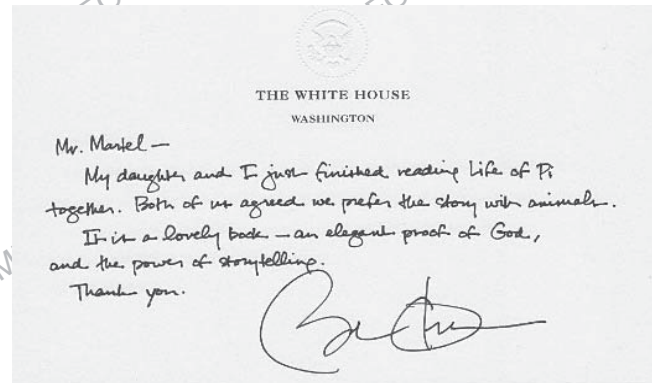 THE WHITE HOUSE
WASHINGTON
Mr. Martel—
My daughter and I just finished reading Life of Pi
together. Both of us agreed we prefer the story with animals.
It is a lovely book — an elegant proof of God,
and the power of storytelling.
Thank you.